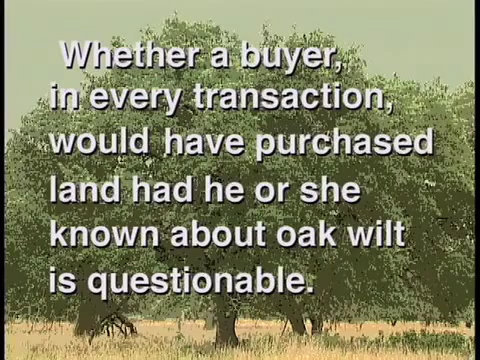 Whether a buyer,
in every transaction,
would have purchased
land had he or she
known about oak wilt
is questionable.